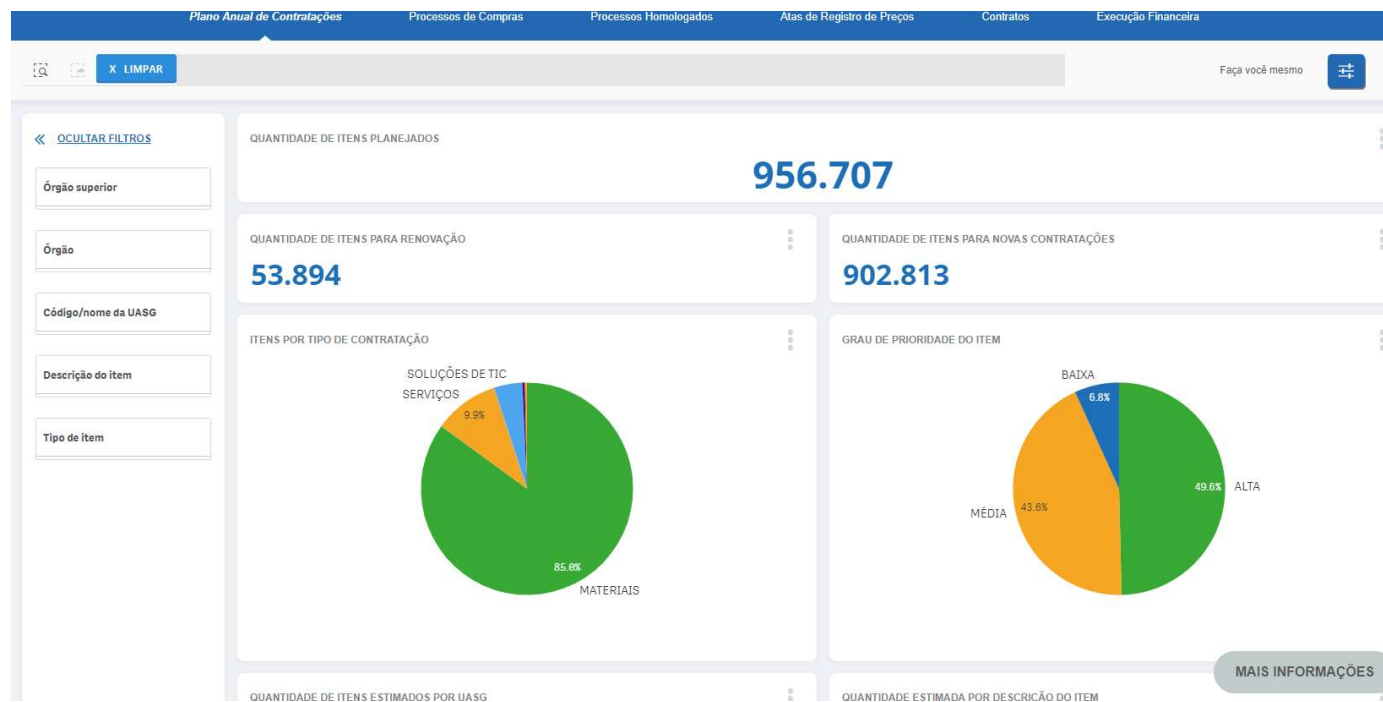 Plano Anual de Contratações Processos de Compras Processos Homologados Atas de Registro de Preços Contratos Execução Financeira
X LIMPAR
Faça você mesmo
OCULTAR FILTROS
Órgão superior
Órgão
Código/nome da UASG
Descrição do item
Tipo de item
QUANTIDADE DE ITENS PLANEJADOS
956.707
QUANTIDADE DE ITENS PARA RENOVAÇÃO
53.894
QUANTIDADE DE ITENS PARA NOVAS CONTRATAÇÕES
902.813
ITENS POR TIPO DE CONTRATAÇÃO
SOLUÇÕES DE TIC
SERVIÇOS
9.9%
85.0%
MATERIAIS
GRAU DE PRIORIDADE DO ITEM
BAIXA
6.8%
49.6% ALTA
MÉDIA 43.6%
MAIS INFORMAÇÕES
QUANTIDADE DE ITENS ESTIMADOS POR UASG
QUANTIDADE ESTIMADA POR DESCRIÇÃO DO ITEM